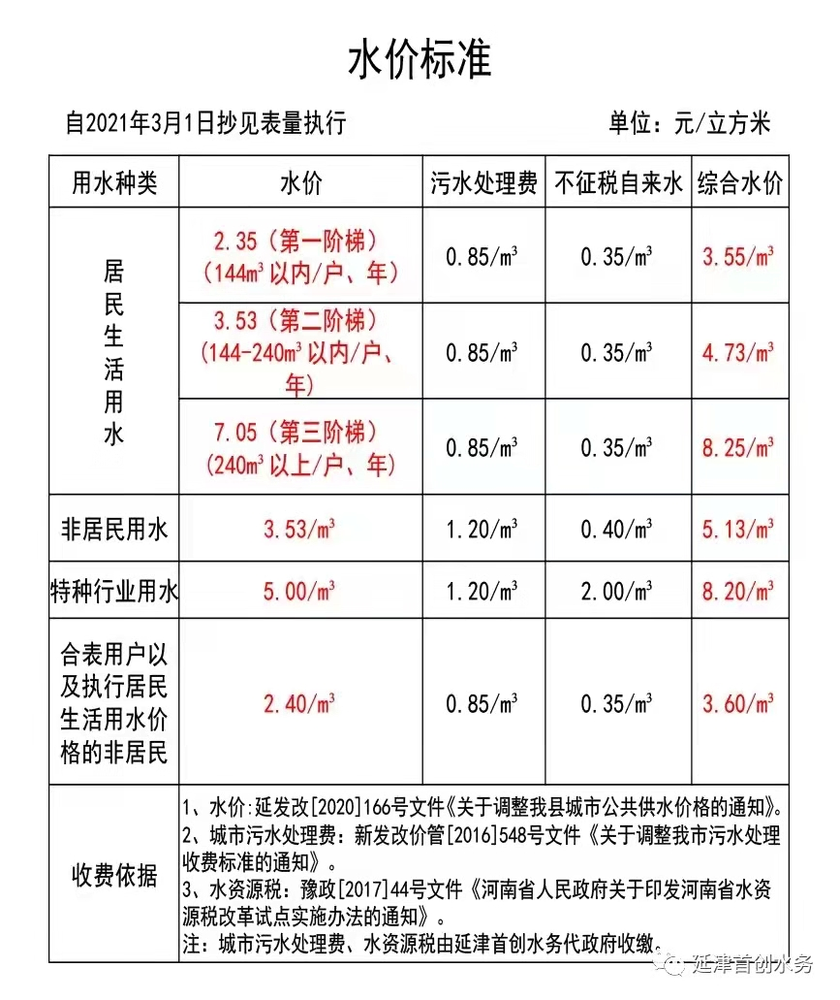 水价标准
自2021年3月1日抄见表量执行
单位：元/立方米
用水种类
水价
污水处理费
不征税自来水
综合水价
居民生活用水
2.35（第一阶梯）
（144m³以内/户、年）
0.85/m³
0.35/m³
3.55/m³
3.53（第二阶梯）
(144-240m³以内/户、
年)
0.85/m³
0.35/m³
4.73/m³
7.05（第三阶梯）
(240m³以上/户、年)
0.85/m³
0.35/m³
8.25/m³
非居民用水
3.53/m³
1.20/m³
0.40/m³
5.13/m³
特种行业用水
5.00/m³
1.20/m³
2.00/m³
8.20/m³
合表用户以
及执行居民
生活用水价
格的非居民
2.40/m³
0.85/m³
0.35/m³
3.60/m³
收费依据
1、水价:延发改[2020]166号文件《关于调整我县城市公共供水价格的通知》。
2、城市污水处理费：新发改价管[2016]548号文件《关于调整我市污水处理
收费标准的通知》。
3、水资源税：豫政[2017]44号文件《河南省人民政府关于印发河南省水资
源税改革试点实施办法的通知》。
注：城市污水处理费、水资源税由延津首创水务代政府收缴。
延津首创水务